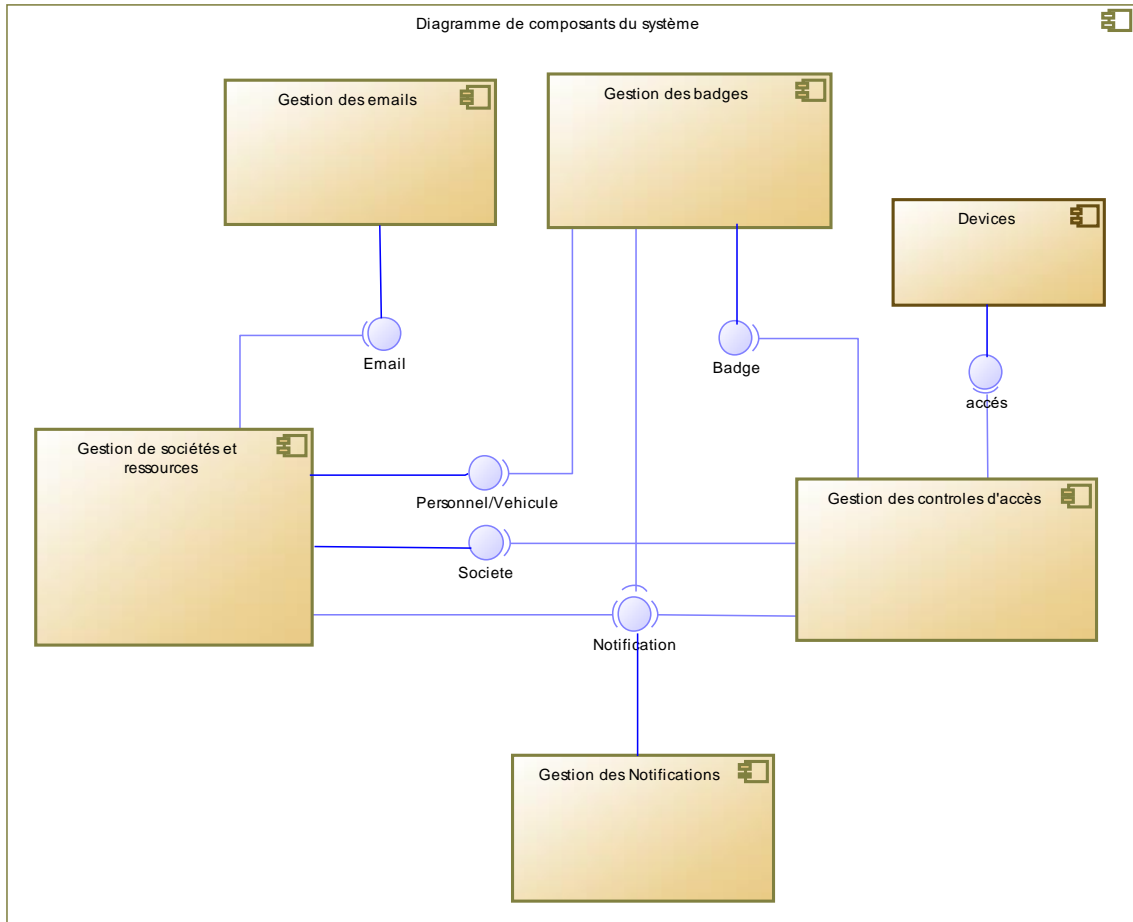 Diagramme de composants du système
Gestion des emails
Gestion des badges
Devices
Email
Badge
accés
Gestion de sociétés et
ressources
Personnel/Vehicule
Gestion des controles d'accès
Societe
Notification
Gestion des Notifications